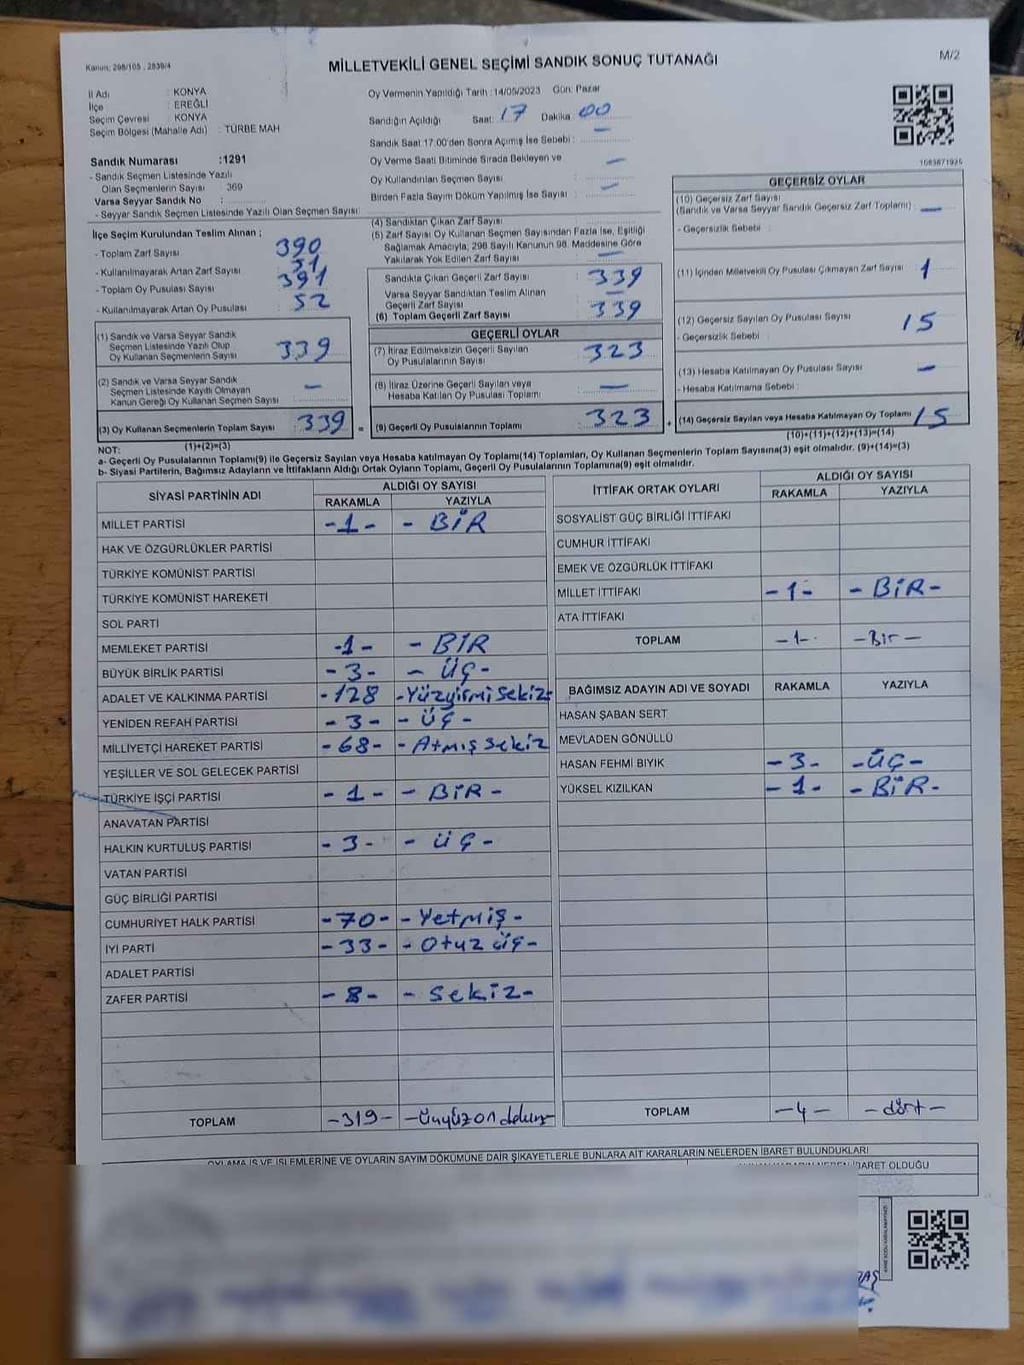 Kanun: 298/105 , 2839/4
MİLLETVEKİLİ GENEL SEÇİMİ SANDIK SONUÇ TUTANAĞI
M/2
İl Adı : KONYA
İlçe : EREĞLİ
Seçim Çevresi : KONYA
Seçim Bölgesi (Mahalle Adı) : TÜRBE MAH
Sandık Numarası :1291
- Sandık Seçmen Listesinde Yazılı
Olan Seçmenlerin Sayısı 369
Varsa Seyyar Sandık No :
- Seyyar Sandık Seçmen Listesinde Yazılı Olan Seçmen Sayısı:
Oy Vermenin Yapıldığı Tarih :14/05/2023 Gün: Pazar
Sandığın Açıldığı Saat: 17 Dakika 00
Sandık Saat 17.00'den Sonra Açımış İse Sebebi : —
Oy Verme Saati Bitiminde Sırada Bekleyen ve
Oy Kullandırılan Seçmen Sayısı —
Birden Fazla Sayım Döküm Yapılmış İse Sayısı —
1083871925
İlçe Seçim Kurulundan Teslim Alınan ;
- Toplam Zarf Sayısı 390
- Kullanılmayarak Artan Zarf Sayısı 51
- Toplam Oy Pusulası Sayısı 391
- Kullanılmayarak Artan Oy Pusulası 52
(4) Sandıktan Çıkan Zarf Sayısı
(5) Zarf Sayısı Oy Kullanan Seçmen Sayısından Fazla İse, Eşitliği
Sağlamak Amacıyla; 298 Sayılı Kanunun 98. Maddesine Göre
Yakılarak Yok Edilen Zarf Sayısı —
Sandıkta Çıkan Geçerli Zarf Sayısı 339
Varsa Seyyar Sandıktan Teslim Alınan
Geçerli Zarf Sayısı —
(6) Toplam Geçerli Zarf Sayısı 339
GEÇERSİZ OYLAR
(10) Geçersiz Zarf Sayısı
(Sandık ve Varsa Seyyar Sandık Geçersiz Zarf Toplamı) —
- Geçersizlik Sebebi :
(11) İçinden Milletvekili Oy Pusulası Çıkmayan Zarf Sayısı 1
(12) Geçersiz Sayılan Oy Pusulası Sayısı 15
- Geçersizlik Sebebi :
(13) Hesaba Katılmayan Oy Pusulası Sayısı —
- Hesaba Katılmama Sebebi :
(14) Geçersiz Sayılan veya Hesaba Katılmayan Oy Toplamı 15
(10)+(11)+(12)+(13)=(14)
(1) Sandık ve Varsa Seyyar Sandık
Seçmen Listesinde Yazılı Olup
Oy Kullanan Seçmenlerin Sayısı 339
(2) Sandık ve Varsa Seyyar Sandık
Seçmen Listesinde Kayıtlı Olmayan
Kanun Gereği Oy Kullanan Seçmen Sayısı —
(3) Oy Kullanan Seçmenlerin Toplam Sayısı 339 =
(1)+(2)=(3)
GEÇERLİ OYLAR
(7) İtiraz Edilmeksizin Geçerli Sayılan
Oy Pusulalarının Sayısı 323
(8) İtiraz Üzerine Geçerli Sayılan veya
Hesaba Katılan Oy Pusulası Toplamı —
(9) Geçerli Oy Pusulalarının Toplamı 323 +
NOT:
a- Geçerli Oy Pusulalarının Toplamı(9) ile Geçersiz Sayılan veya Hesaba katılmayan Oy Toplamı(14) Toplamları, Oy Kullanan Seçmenlerin Toplam Sayısına(3) eşit olmalıdır. (9)+(14)=(3)
b- Siyasi Partilerin, Bağımsız Adayların ve İttifakların Aldığı Ortak Oyların Toplamı, Geçerli Oy Pusulalarının Toplamına(9) eşit olmalıdır.
SİYASİ PARTİNİN ADI ALDIĞI OY SAYISI
RAKAMLA YAZIYLA
MİLLET PARTİSİ -1- - BİR
HAK VE ÖZGÜRLÜKLER PARTİSİ
TÜRKİYE KOMÜNİST PARTİSİ
TÜRKİYE KOMÜNİST HAREKETİ
SOL PARTİ
MEMLEKET PARTİSİ -1- - BİR
BÜYÜK BİRLİK PARTİSİ -3- - ÜÇ-
ADALET VE KALKINMA PARTİSİ -128 -Yüzyirmi sekiz-
YENİDEN REFAH PARTİSİ -3- - ÜÇ-
MİLLİYETÇİ HAREKET PARTİSİ -68- - Atmış sekiz
YEŞİLLER VE SOL GELECEK PARTİSİ
TÜRKİYE İŞÇİ PARTİSİ -1- - BİR-
ANAVATAN PARTİSİ
HALKIN KURTULUŞ PARTİSİ -3- - ÜÇ-
VATAN PARTİSİ
GÜÇ BİRLİĞİ PARTİSİ
CUMHURİYET HALK PARTİSİ -70- -Yetmiş-
İYİ PARTİ -33- - Otuz üç-
ADALET PARTİSİ
ZAFER PARTİSİ -8- - sekiz-
TOPLAM -319-
İTTİFAK ORTAK OYLARI ALDIĞI OY SAYISI
RAKAMLA YAZIYLA
SOSYALİST GÜÇ BİRLİĞİ İTTİFAKI
CUMHUR İTTİFAKI
EMEK VE ÖZGÜRLÜK İTTİFAKI
MİLLET İTTİFAKI -1- - BİR-
ATA İTTİFAKI
TOPLAM -1- -Bir-
BAĞIMSIZ ADAYIN ADI VE SOYADI RAKAMLA YAZIYLA
HASAN ŞABAN SERT
MEVLADEN GÖNÜLLÜ
HASAN FEHMİ BIYIK -3- -ÜÇ-
YÜKSEL KIZILKAN -1- -BİR-
TOPLAM -4- -dört-
OYLAMA İŞ VE İŞLEMLERİNE VE OYLARIN SAYIM DÖKÜMÜNE DAİR ŞİKAYETLERLE BUNLARA AİT KARARLARIN NELERDEN İBARET BULUNDUKLARI
İBARET OLDUĞU